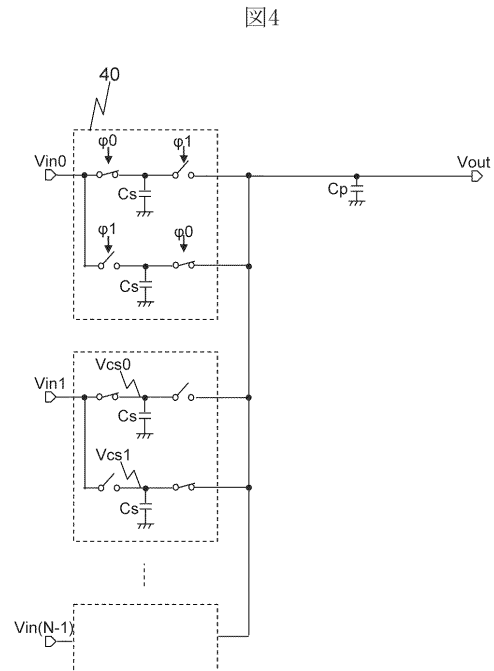 図4
40
φ0
φ1
Vin0
Vout
Cs
Cp
φ1
φ0
Cs
Vcs0
Vin1
Cs
Vcs1
Cs
Vin(N-1)